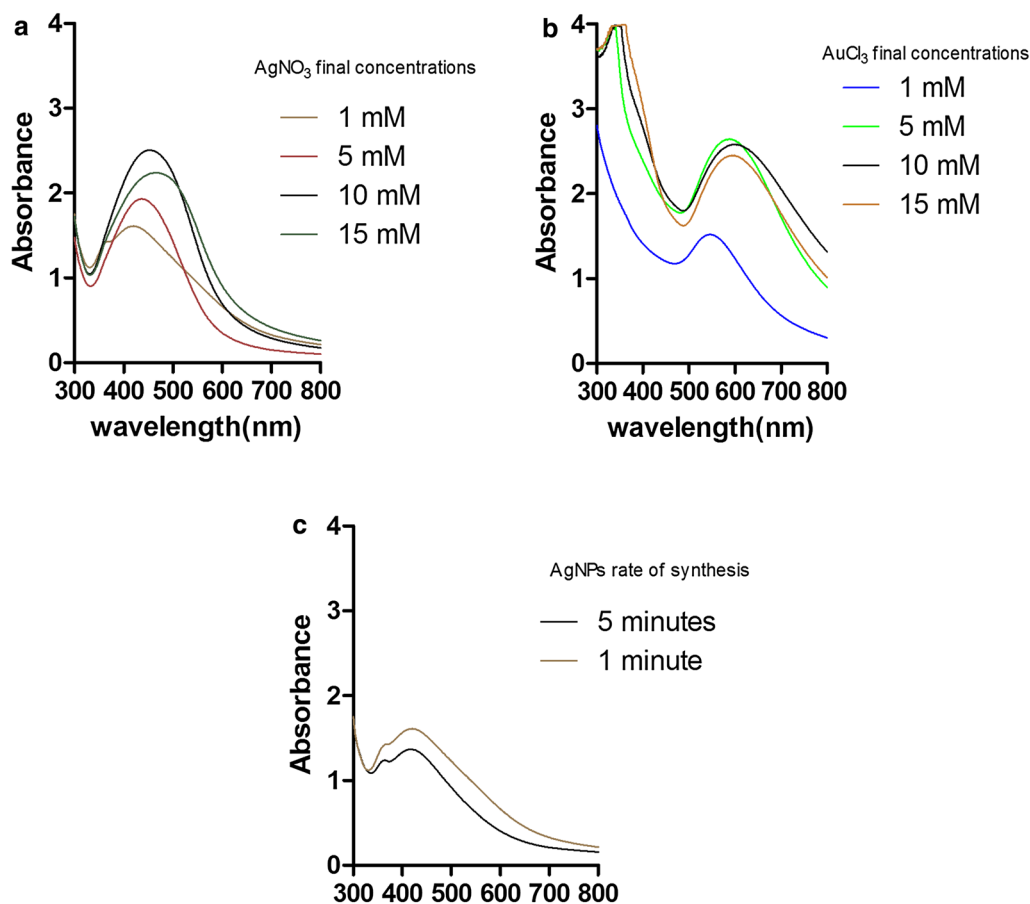 a
AgNO3 final concentrations
1 mM
5 mM
10 mM
15 mM
Absorbance
4
3
2
1
0
300 400 500 600 700 800
wavelength(nm)
b
AuCl3 final concentrations
1 mM
5 mM
10 mM
15 mM
Absorbance
4
3
2
1
0
300 400 500 600 700 800
wavelength(nm)
c
AgNPs rate of synthesis
5 minutes
1 minute
Absorbance
4
3
2
1
0
300 400 500 600 700 800